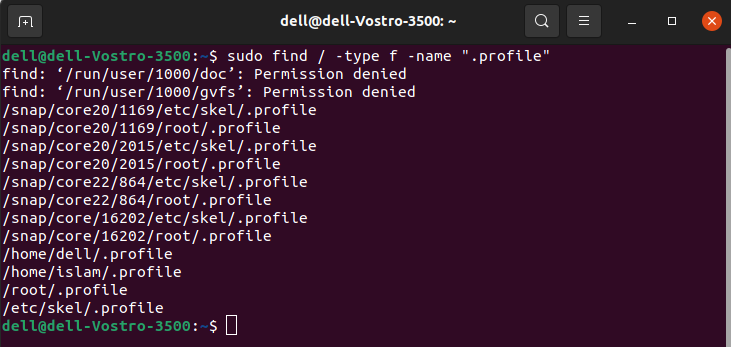 dell@dell-Vostro-3500: ~
dell@dell-Vostro-3500:~$ sudo find / -type f -name ".profile"
find: ‘/run/user/1000/doc’: Permission denied
find: ‘/run/user/1000/gvfs’: Permission denied
/snap/core20/1169/etc/skel/.profile
/snap/core20/1169/root/.profile
/snap/core20/2015/etc/skel/.profile
/snap/core20/2015/root/.profile
/snap/core22/864/etc/skel/.profile
/snap/core22/864/root/.profile
/snap/core/16202/etc/skel/.profile
/snap/core/16202/root/.profile
/home/dell/.profile
/home/islam/.profile
/root/.profile
/etc/skel/.profile
dell@dell-Vostro-3500:~$